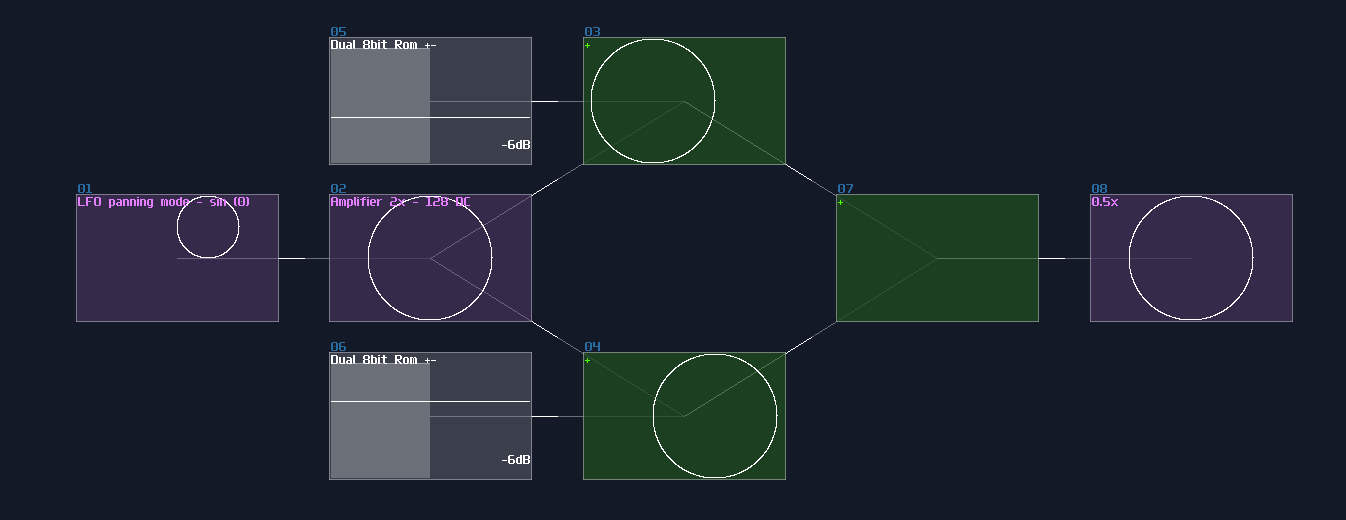 05
Dual 8bit Rom +-
-6dB
03
+
01
LFO panning mode - sin (0)
02
Amplifier 2x - 128 DC
07
+
08
0.5x
06
Dual 8bit Rom +-
-6dB
04
+